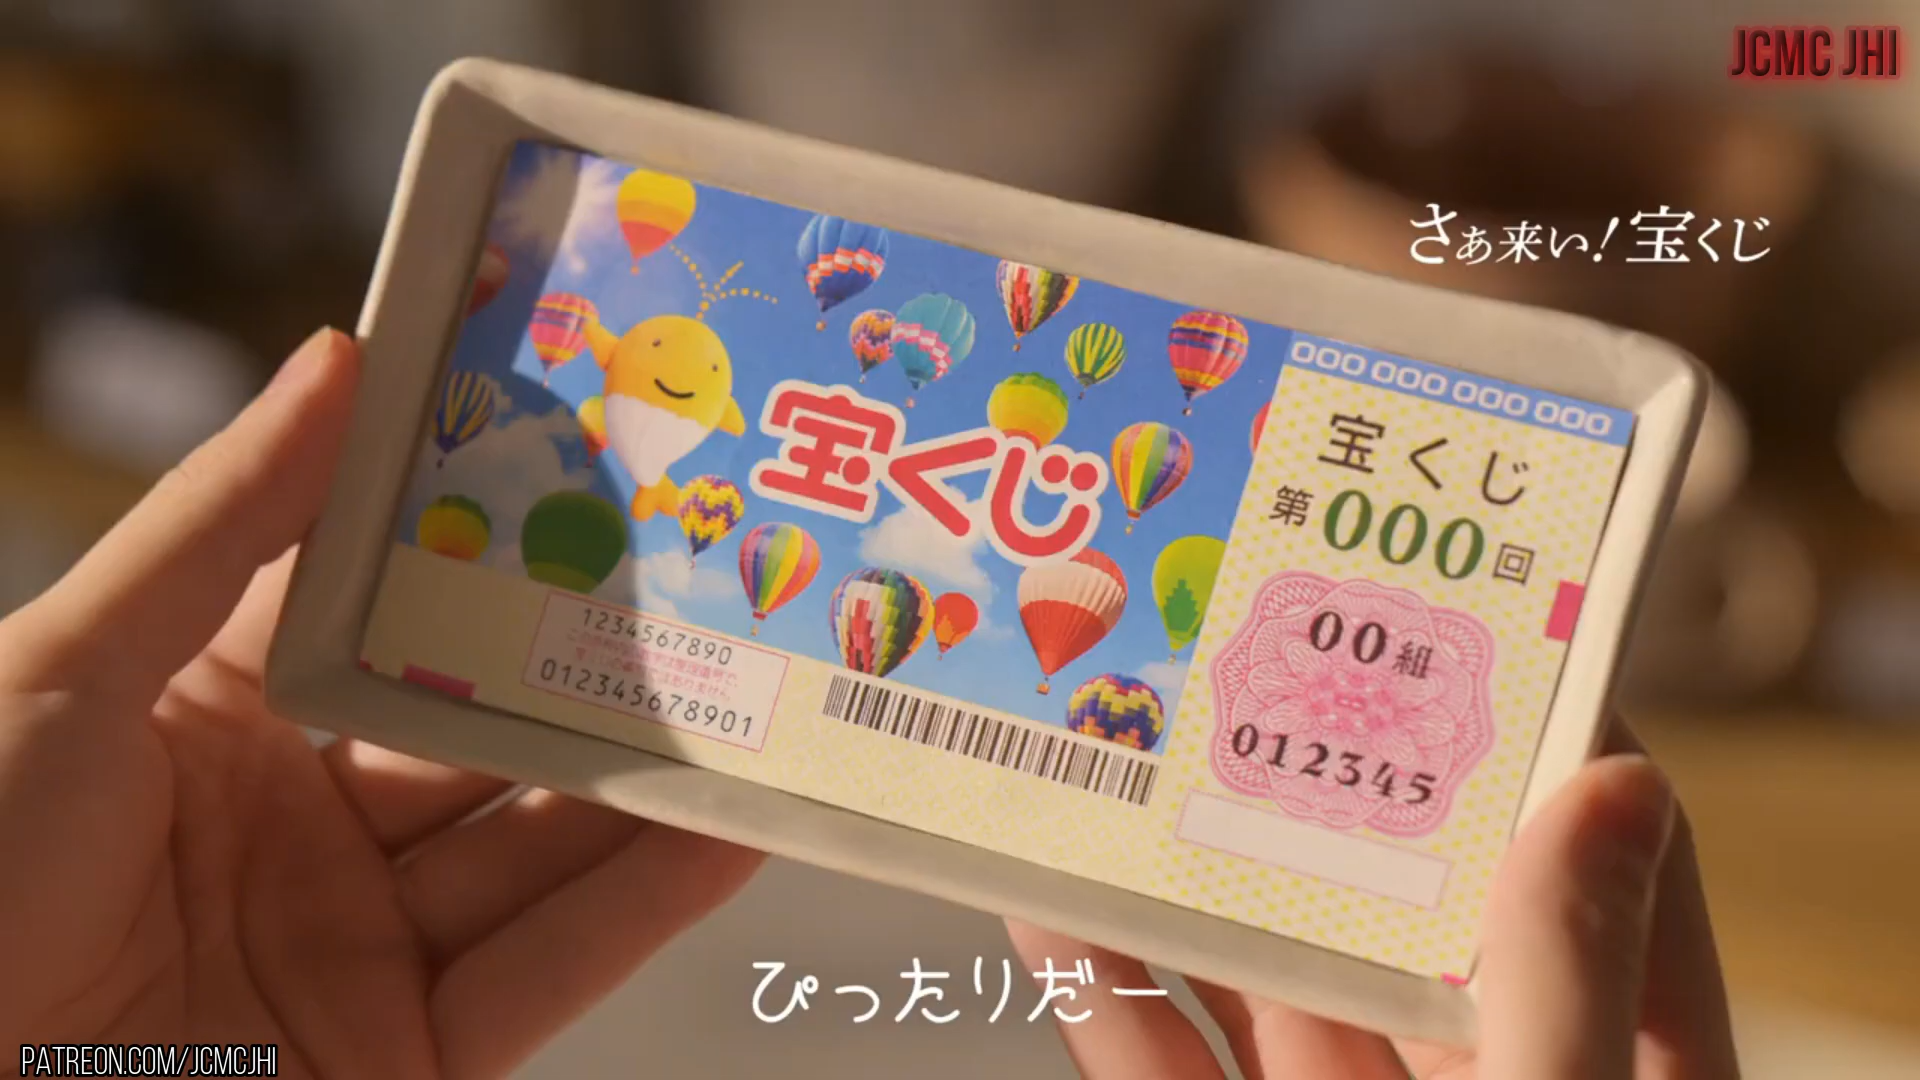 JCMC JHI
さぁ来い!宝くじ
宝くじ
000 000 000 000
宝くじ
第000回
00組
012345
1234567890
012345678901
ぴったりだー
PATREON.COM/JCMCJHI